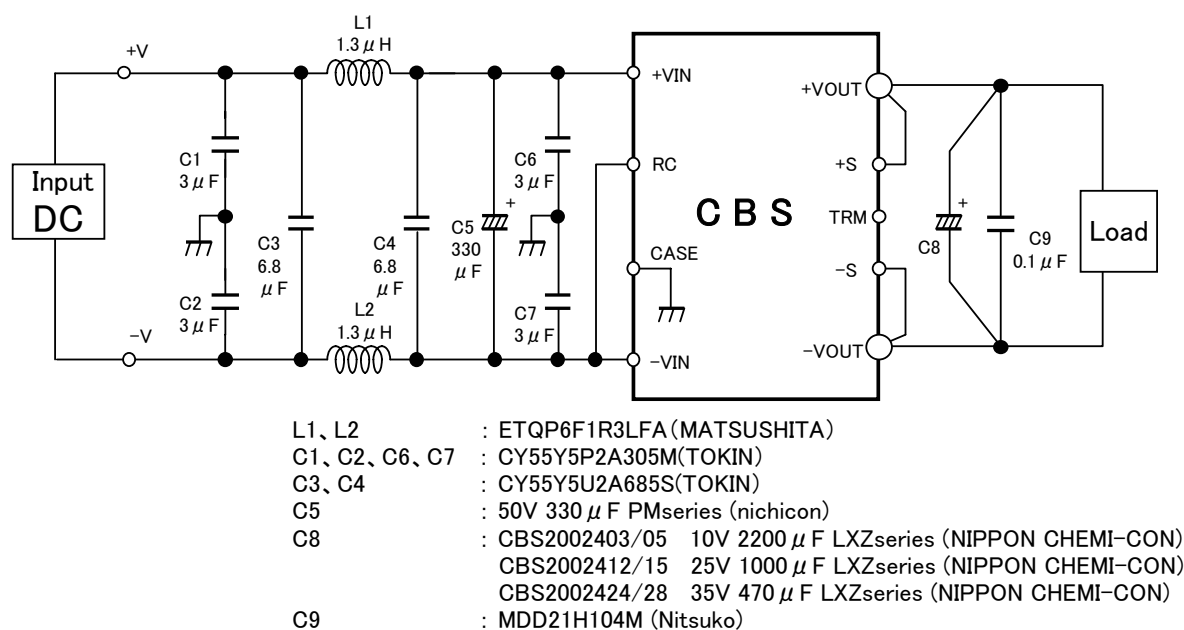 L1
1.3μH
+V
+VIN
+VOUT
C1
3μF
C6
3μF
RC
+S
Input
DC
CBS
TRM
+
C3
6.8
μF
C4
6.8
μF
C5
330
μF
+
C8
C9
0.1μF
Load
CASE
-S
C2
3μF
L2
1.3μH
C7
3μF
-V
-VIN
-VOUT
L1、L2 : ETQP6F1R3LFA(MATSUSHITA)
C1、C2、C6、C7 : CY55Y5P2A305M(TOKIN)
C3、C4 : CY55Y5U2A685S(TOKIN)
C5 : 50V 330μF PMseries (nichicon)
C8 : CBS2002403/05 10V 2200μF LXZseries (NIPPON CHEMI-CON)
CBS2002412/15 25V 1000μF LXZseries (NIPPON CHEMI-CON)
CBS2002424/28 35V 470μF LXZseries (NIPPON CHEMI-CON)
C9 : MDD21H104M (Nitsuko)